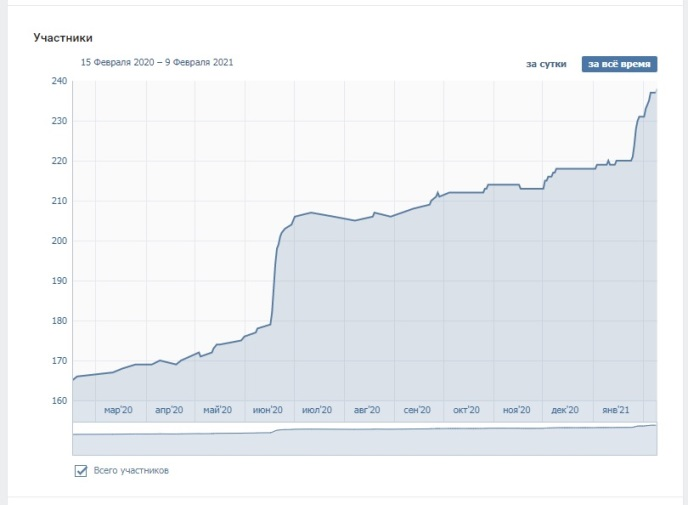 Участники
15 Февраля 2020 – 9 Февраля 2021
за сутки за всё время
240
230
220
210
200
190
180
170
160
мар'20 апр'20 май'20 июн'20 июл'20 авг'20 сен'20 окт'20 ноя'20 дек'20 янв'21
Всего участников